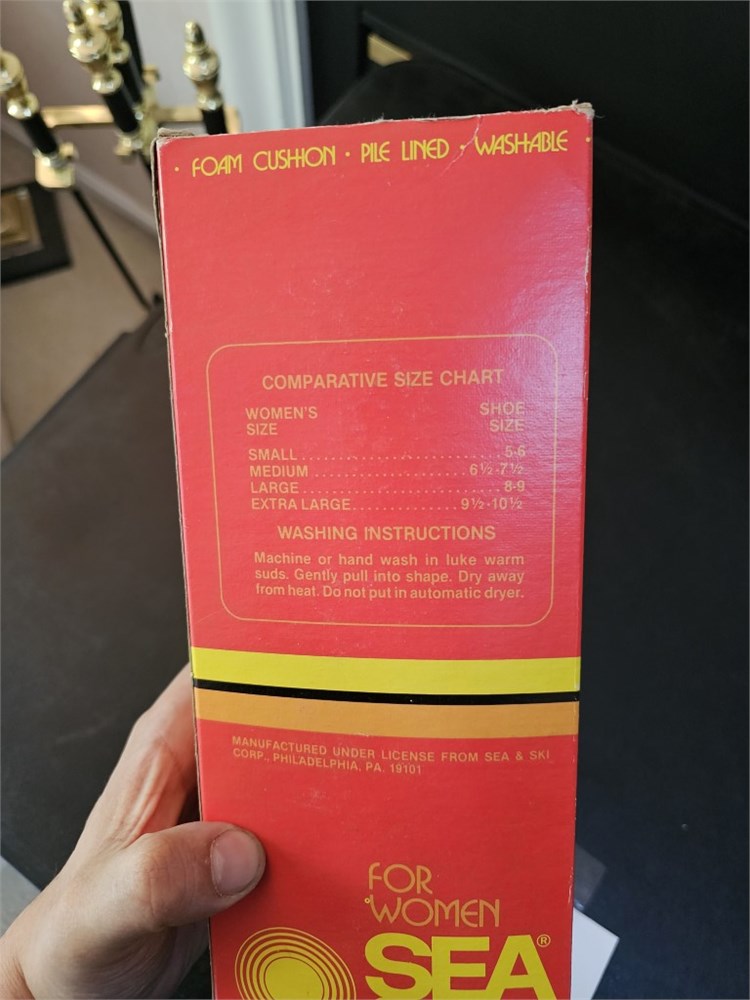 · FOAM CUSHION · PILE LINED · WASHABLE ·
COMPARATIVE SIZE CHART
WOMEN'S SHOE
SIZE SIZE
SMALL........................5-6
MEDIUM..................6½-7½
LARGE........................8-9
EXTRA LARGE.............9½-10½
WASHING INSTRUCTIONS
Machine or hand wash in luke warm
suds. Gently pull into shape. Dry away
from heat. Do not put in automatic dryer.
MANUFACTURED UNDER LICENSE FROM SEA & SKI
CORP., PHILADELPHIA, PA. 19101
FOR
WOMEN
SEA®